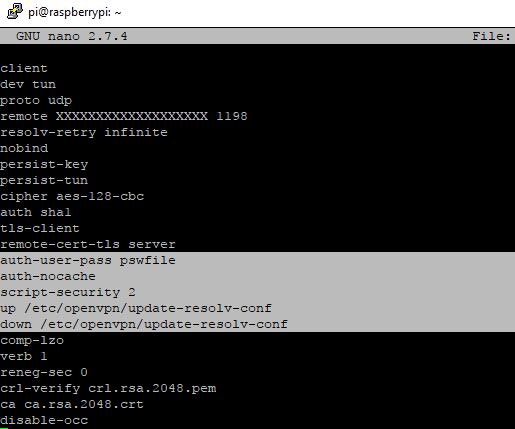 pi@raspberrypi: ~
GNU nano 2.7.4 File:
client
dev tun
proto udp
remote XXXXXXXXXXXXXXXXXXX 1198
resolv-retry infinite
nobind
persist-key
persist-tun
cipher aes-128-cbc
auth sha1
tls-client
remote-cert-tls server
auth-user-pass pswfile
auth-nocache
script-security 2
up /etc/openvpn/update-resolv-conf
down /etc/openvpn/update-resolv-conf
comp-lzo
verb 1
reneg-sec 0
crl-verify crl.rsa.2048.pem
ca ca.rsa.2048.crt
disable-occ